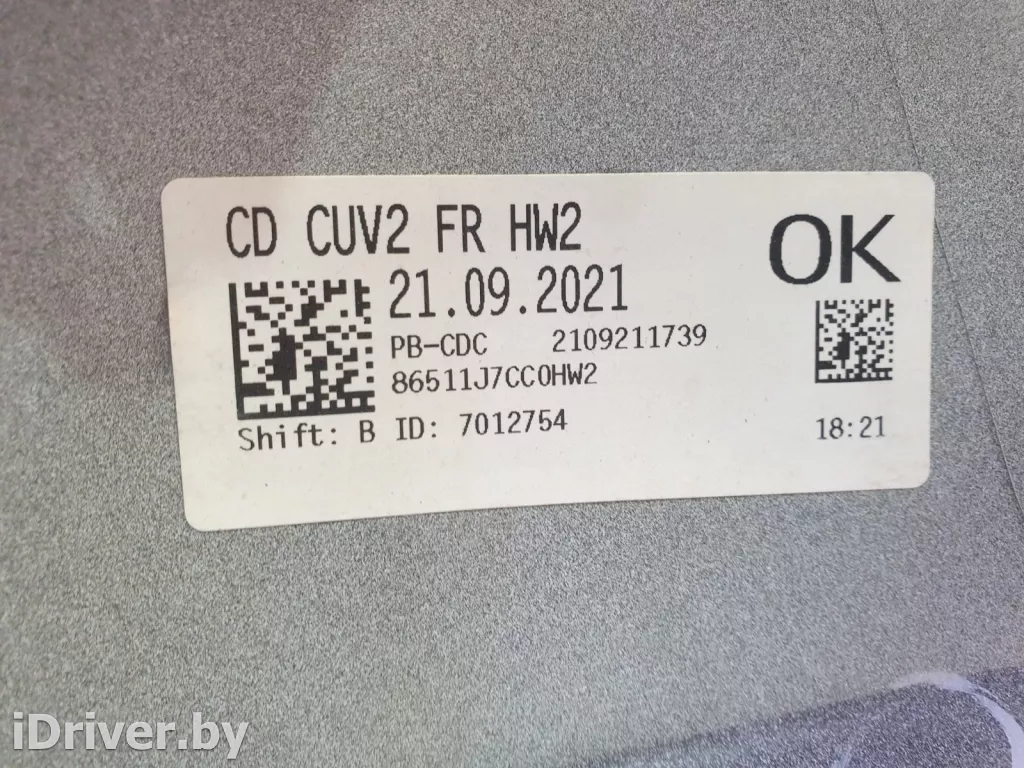 CD CUV2 FR HW2
OK
21.09.2021
PB-CDC 2109211739
86511J7CC0HW2
Shift: B ID: 7012754
18:21
iDriver.by